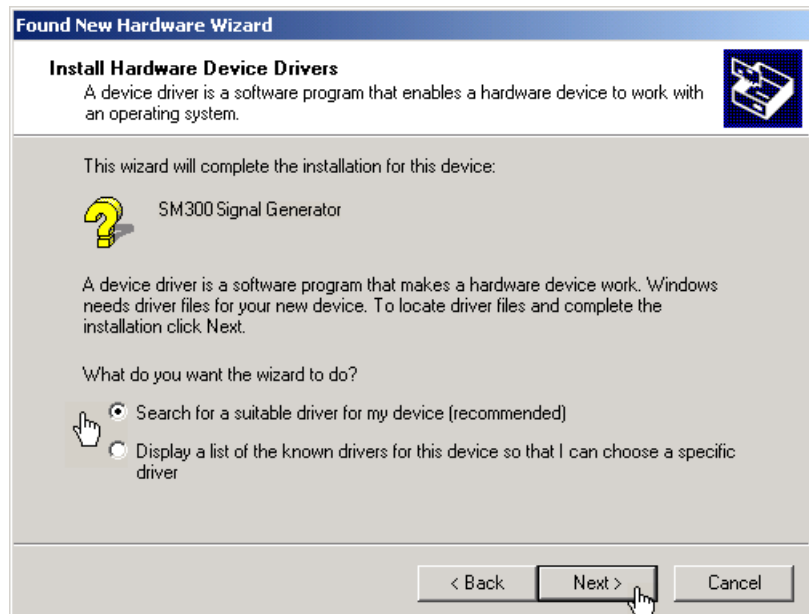 Found New Hardware Wizard
Install Hardware Device Drivers
A device driver is a software program that enables a hardware device to work with
an operating system.
This wizard will complete the installation for this device:
SM300 Signal Generator
A device driver is a software program that makes a hardware device work. Windows
needs driver files for your new device. To locate driver files and complete the
installation click Next.
What do you want the wizard to do?
Search for a suitable driver for my device (recommended)
Display a list of the known drivers for this device so that I can choose a specific
driver
< Back Next > Cancel